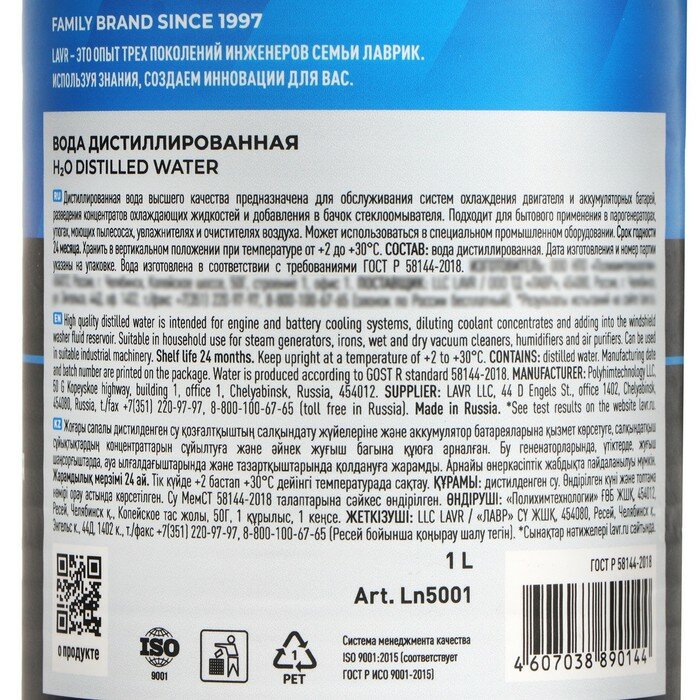 FAMILY BRAND SINCE 1997
LAVR - ЭТО ОПЫТ ТРЕХ ПОКОЛЕНИЙ ИНЖЕНЕРОВ СЕМЬИ ЛАВРИК.
ИСПОЛЬЗУЯ ЗНАНИЯ, СОЗДАЕМ ИННОВАЦИИ ДЛЯ ВАС.
ВОДА ДИСТИЛЛИРОВАННАЯ
H₂O DISTILLED WATER
RU Дистиллированная вода высшего качества предназначена для обслуживания систем охлаждения двигателя и аккумуляторных батарей,
разведения концентратов охлаждающих жидкостей и добавления в бачок стеклоомывателя. Подходит для бытового применения в парогенераторах,
утюгах, моющих пылесосах, увлажнителях и очистителях воздуха. Может использоваться в специальном промышленном оборудовании. Срок годности
24 месяца. Хранить в вертикальном положении при температуре от +2 до +30°С. СОСТАВ: вода дистиллированная. Дата изготовления и номер партии
указаны на упаковке. Вода изготовлена в соответствии с требованиями ГОСТ Р 58144-2018.
EN High quality distilled water is intended for engine and battery cooling systems, diluting coolant concentrates and adding into the windshield
washer fluid reservoir. Suitable in household use for steam generators, irons, wet and dry vacuum cleaners, humidifiers and air purifiers. Can be used
in suitable industrial machinery. Shelf life 24 months. Keep upright at a temperature of +2 to +30°C. CONTAINS: distilled water. Manufacturing date
and batch number are printed on the package. Water is produced according to GOST R standard 58144-2018. MANUFACTURER: Polyhimtechnology LLC,
50 G Kopeyskoe highway, building 1, office 1, Chelyabinsk, Russia, 454012. SUPPLIER: LAVR LLC, 44 D Engels St., office 1402, Chelyabinsk,
454080, Russia, t./fax +7(351) 220-97-97, 8-800-100-67-65 (toll free in Russia). Made in Russia. *See test results on the website lavr.ru.
KZ Жоғары сапалы дистилденген су қозғалтқыштың салқындату жүйелеріне және аккумулятор батареяларына қызмет көрсетуге, салқындату
сұйықтықтардың концентраттарын сұйылтуға және әйнек жуғыш багына қуюға арналған. Бу генераторларында, үтіктерде, жуғыш
шаңсорғыштарда, ауа ылғалдағыштарында және тазартқыштарында қолдануға жарамды. Арнайы өнеркәсіптік жабдықта пайдаланылуы мүмкін.
Жарамдылық мерзімі 24 ай. Тік күйде +2 бастап +30°С дейінгі температурада сақтау. ҚҰРАМЫ: дистилденген су. Өндірілген күні және топтама
нөмірі орау астында көрсетілген. Су МемСТ 58144-2018 талаптарына сәйкес өндірілген. ӨНДІРУШІ: «Полихимтехнологии» ГӨБ ЖШҚ, 454012,
Ресей, Челябинск қ., Копейское тас жолы, 50Г, 1 құрылыс, 1 кеңсе. ЖЕТКІЗУШІ: LLC LAVR / «ЛАВР» СУ ЖШҚ, 454080, Ресей, Челябинск қ.,
Энгельс к., 44Д, 1402 к., т./факс +7(351) 220-97-97, 8-800-100-67-65 (Ресей бойынша қоңырау шалу тегін). *Сынақтар нәтижелері lavr.ru сайтында.
1 L
Art. Ln5001
ГОСТ Р 58144-2018
о продукте
ISO
9001
1
PET
Система менеджмента качества
ISO 9001:2015 (соответствует
ГОСТ Р ИСО 9001-2015)
4 607038 890144